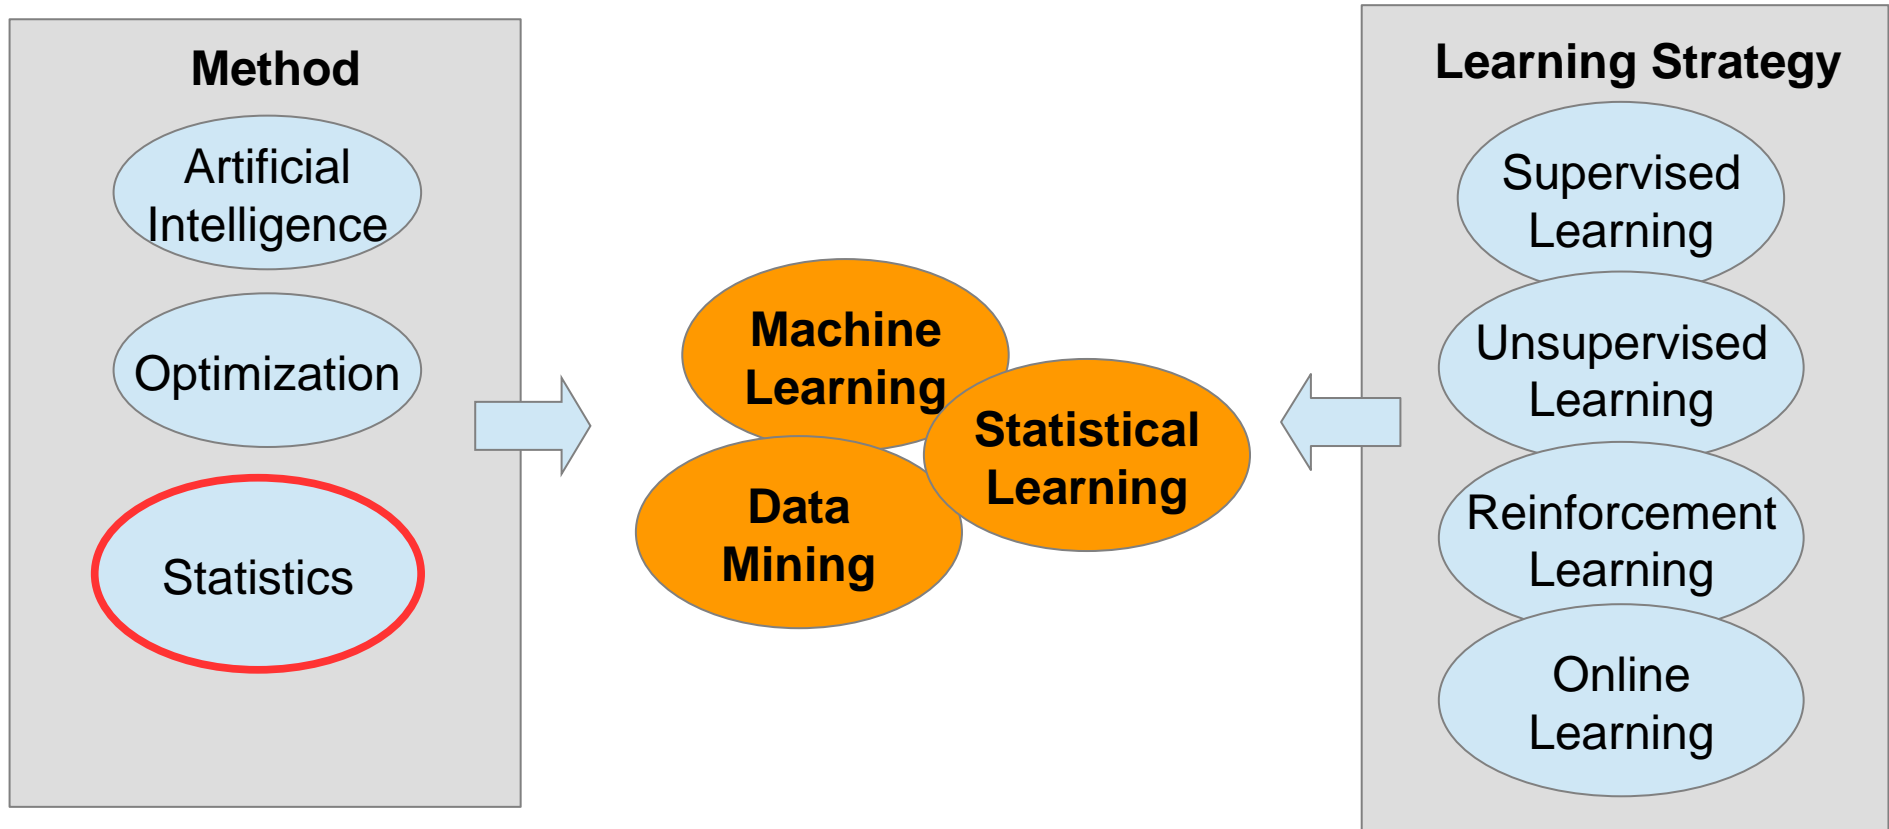 Method
Artificial
Intelligence
Optimization
Statistics
Machine
Learning
Statistical
Learning
Data
Mining
Learning Strategy
Supervised
Learning
Unsupervised
Learning
Reinforcement
Learning
Online
Learning